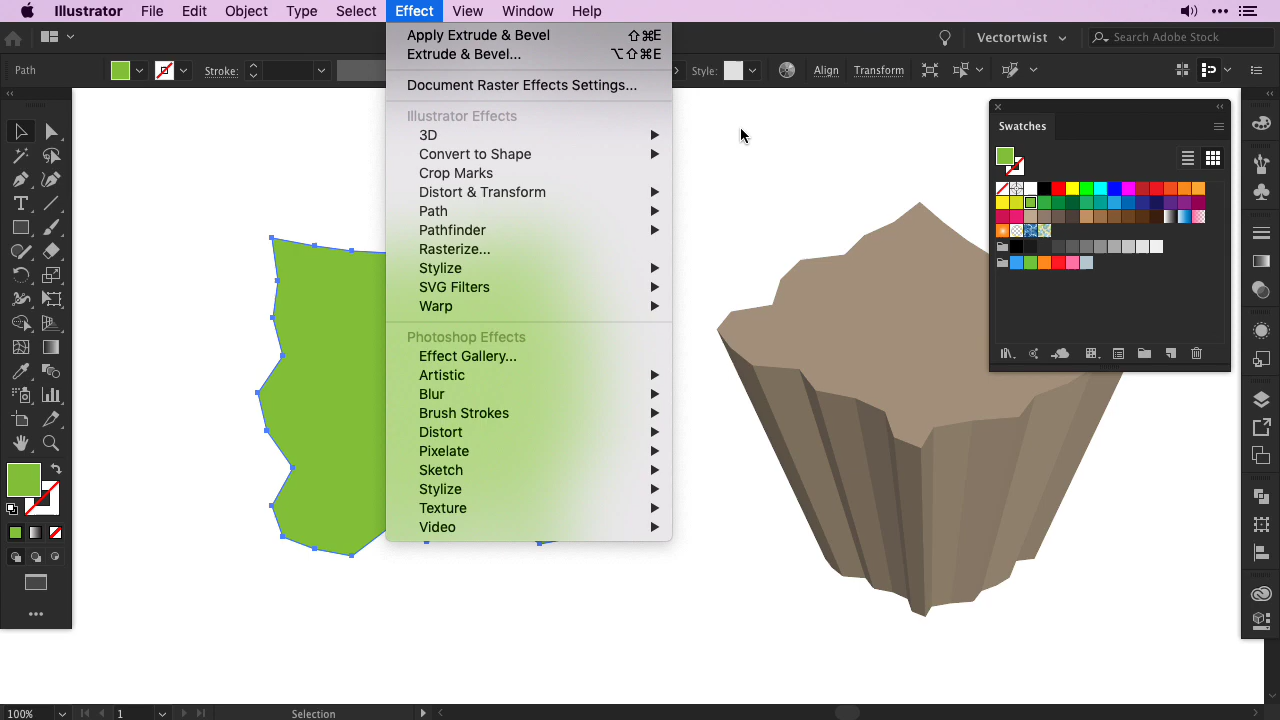 Illustrator File Edit Object Type Select Effect View Window Help
Vectortwist Search Adobe Stock
Path Stroke: Style: Align Transform
Apply Extrude & Bevel ⇧⌘E
Extrude & Bevel... ⌥⇧⌘E
Document Raster Effects Settings...
Illustrator Effects
3D
Convert to Shape
Crop Marks
Distort & Transform
Path
Pathfinder
Rasterize...
Stylize
SVG Filters
Warp
Photoshop Effects
Effect Gallery...
Artistic
Blur
Brush Strokes
Distort
Pixelate
Sketch
Stylize
Texture
Video
Swatches
100% 1 Selection